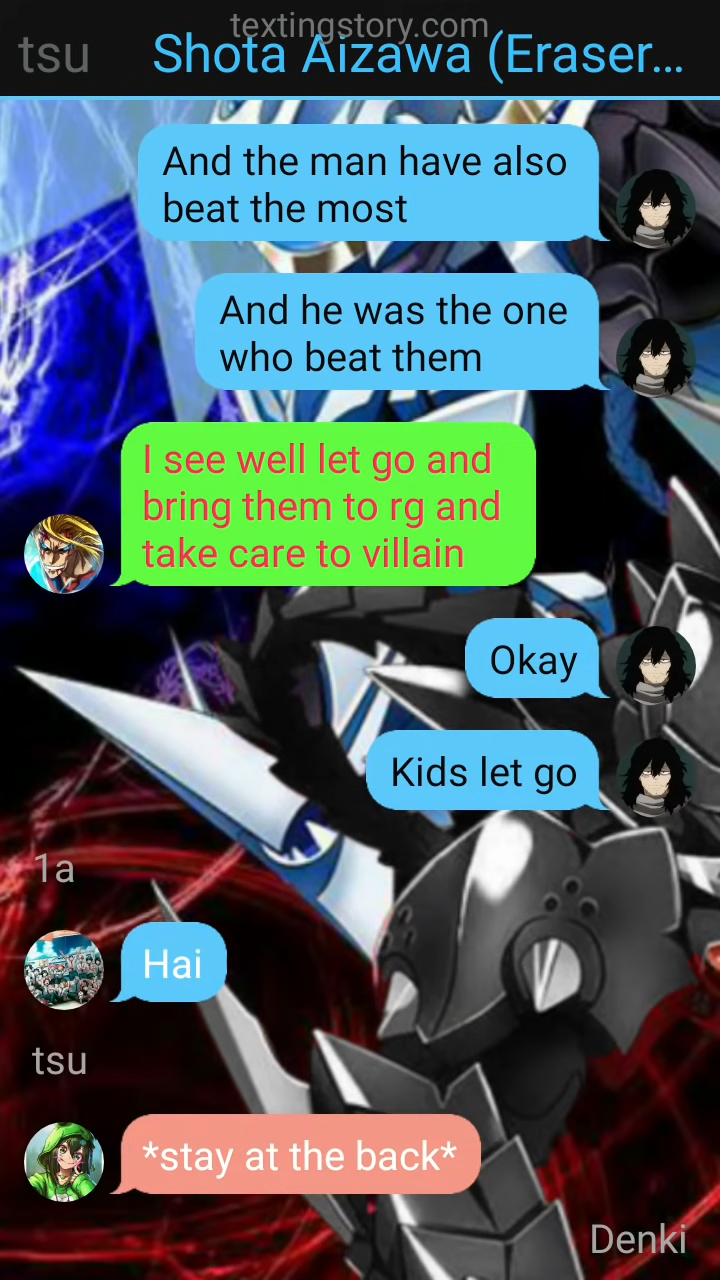 textingstory.com
tsu
Shota Aizawa (Eraser...
And the man have also
beat the most
And he was the one
who beat them
I see well let go and
bring them to rg and
take care to villain
Okay
Kids let go
1a
Hai
tsu
*stay at the back*
Denki